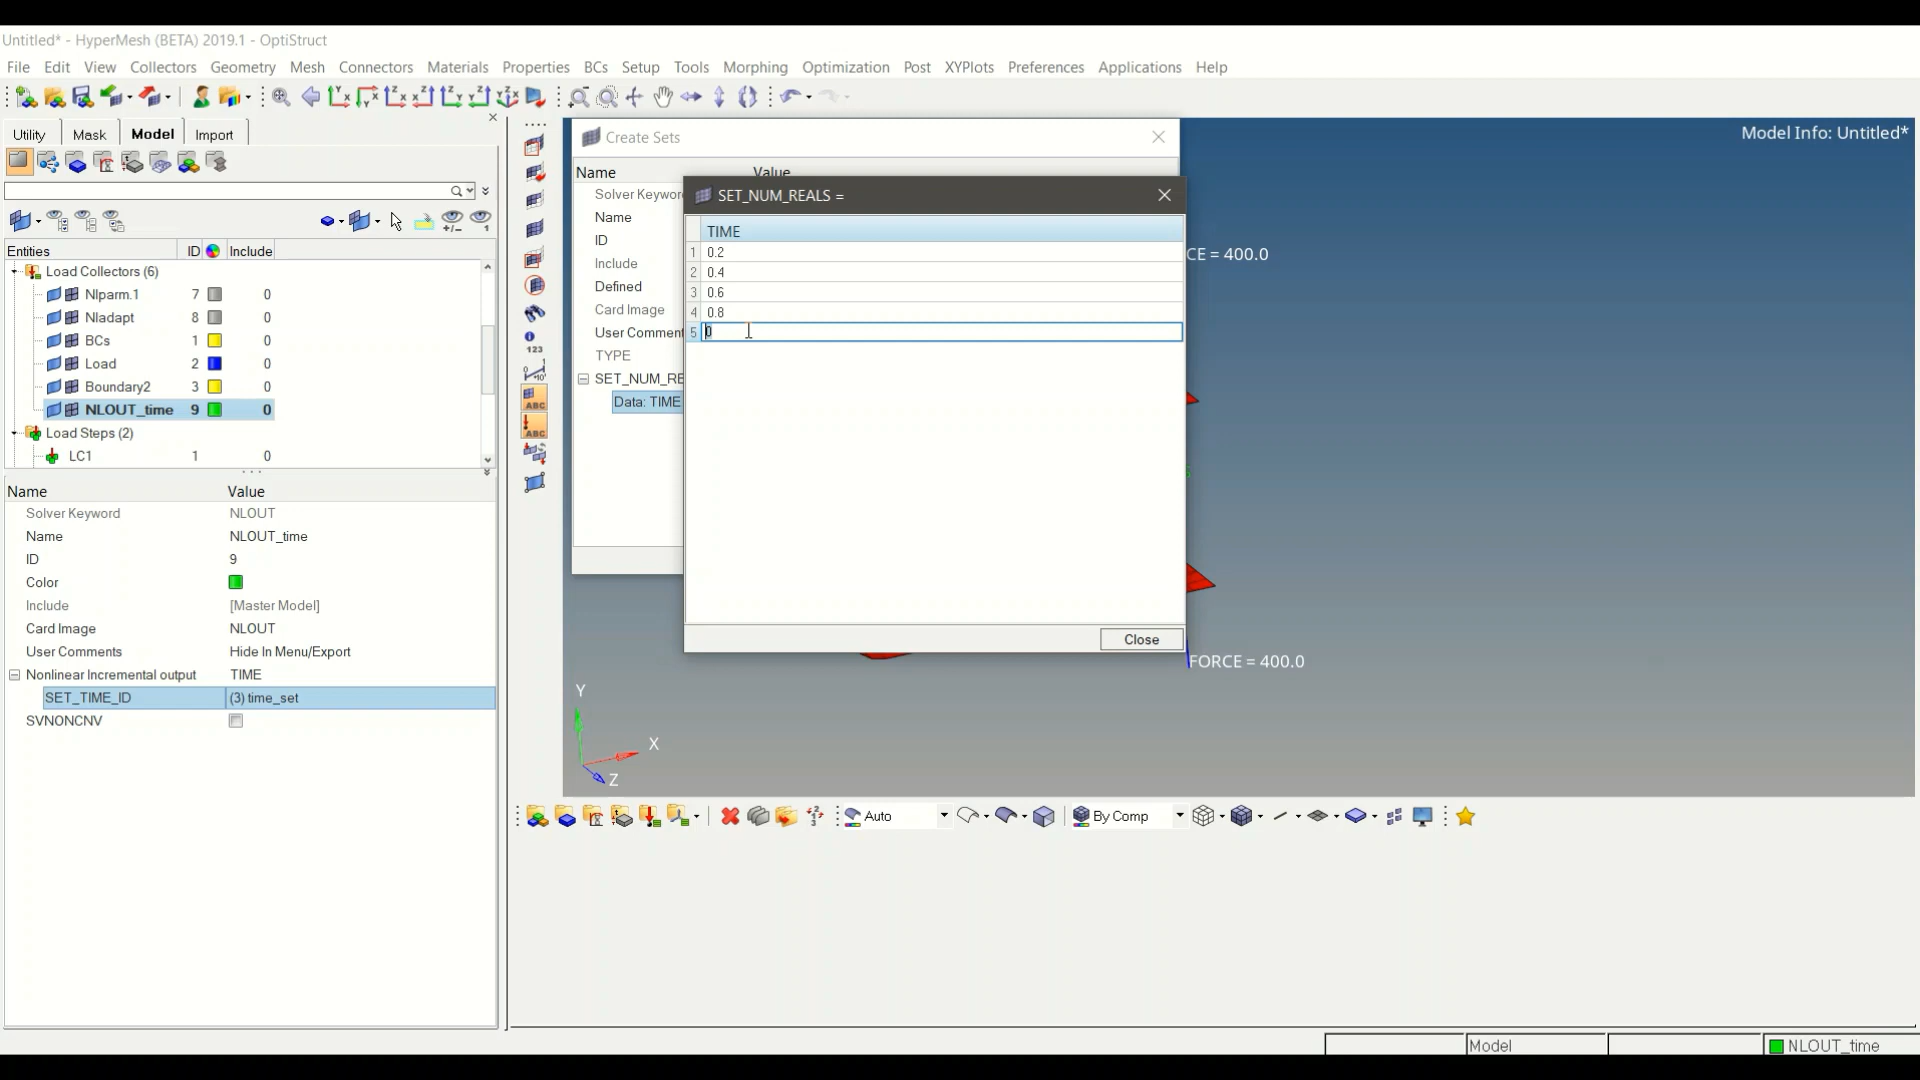 Untitled* - HyperMesh (BETA) 2019.1 - OptiStruct
File Edit View Collectors Geometry Mesh Connectors Materials Properties BCs Setup Tools Morphing Optimization Post XYPlots Preferences Applications Help
Utility Mask Model Import
Entities ID Include
Load Collectors (6)
Nlparm.1 7 0
Nladapt 8 0
BCs 1 0
Load 2 0
Boundary2 3 0
NLOUT_time 9 0
Load Steps (2)
LC1 1 0
Name Value
Solver Keyword NLOUT
Name NLOUT_time
ID 9
Color
Include [Master Model]
Card Image NLOUT
User Comments Hide In Menu/Export
Nonlinear Incremental output TIME
SET_TIME_ID (3) time_set
SVNONCNV
123
ABC
ABC
Create Sets
Name Value
Solver Keyword
Name
ID
Include
Defined
Card Image
User Comment
TYPE
SET_NUM_RE
Data: TIME
SET_NUM_REALS =
TIME
1 0.2
2 0.4
3 0.6
4 0.8
5 0
Close
Model Info: Untitled*
CE = 400.0
FORCE = 400.0
Y
X
Z
Auto
By Comp
Model
NLOUT_time